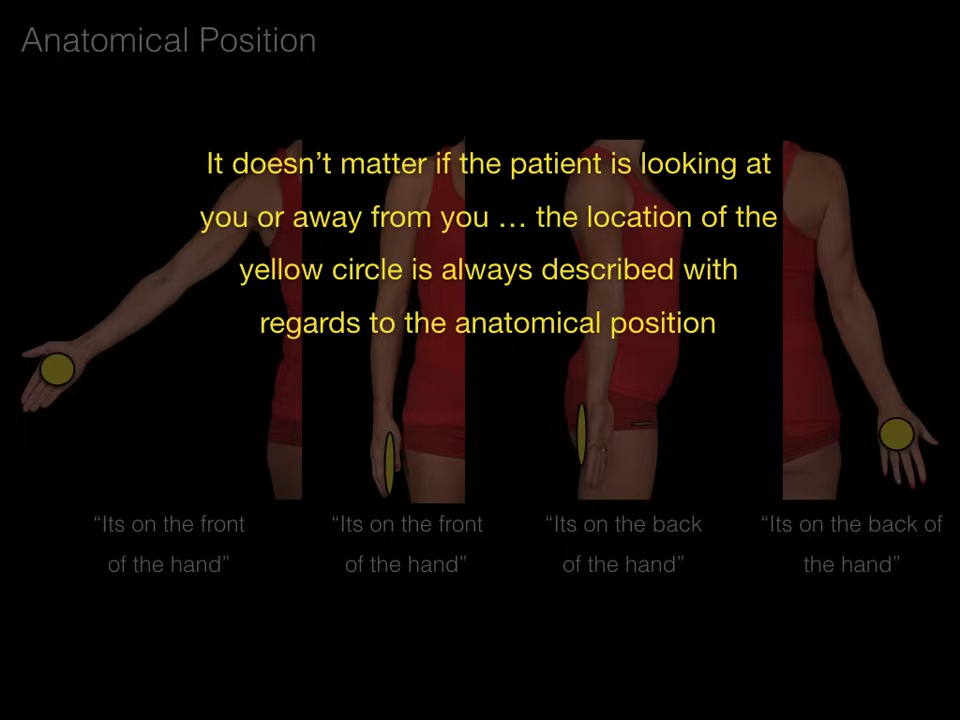 Anatomical Position
It doesn’t matter if the patient is looking at
you or away from you … the location of the
yellow circle is always described with
regards to the anatomical position
“Its on the front
of the hand”
“Its on the front
of the hand”
“Its on the back
of the hand”
“Its on the back of
the hand”